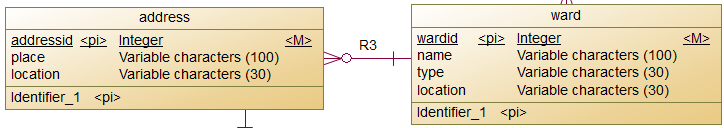 address
addressid <pi> Integer <M>
place Variable characters (100)
location Variable characters (30)
Identifier_1 <pi>
R3
ward
wardid <pi> Integer <M>
name Variable characters (100)
type Variable characters (30)
location Variable characters (30)
Identifier_1 <pi>